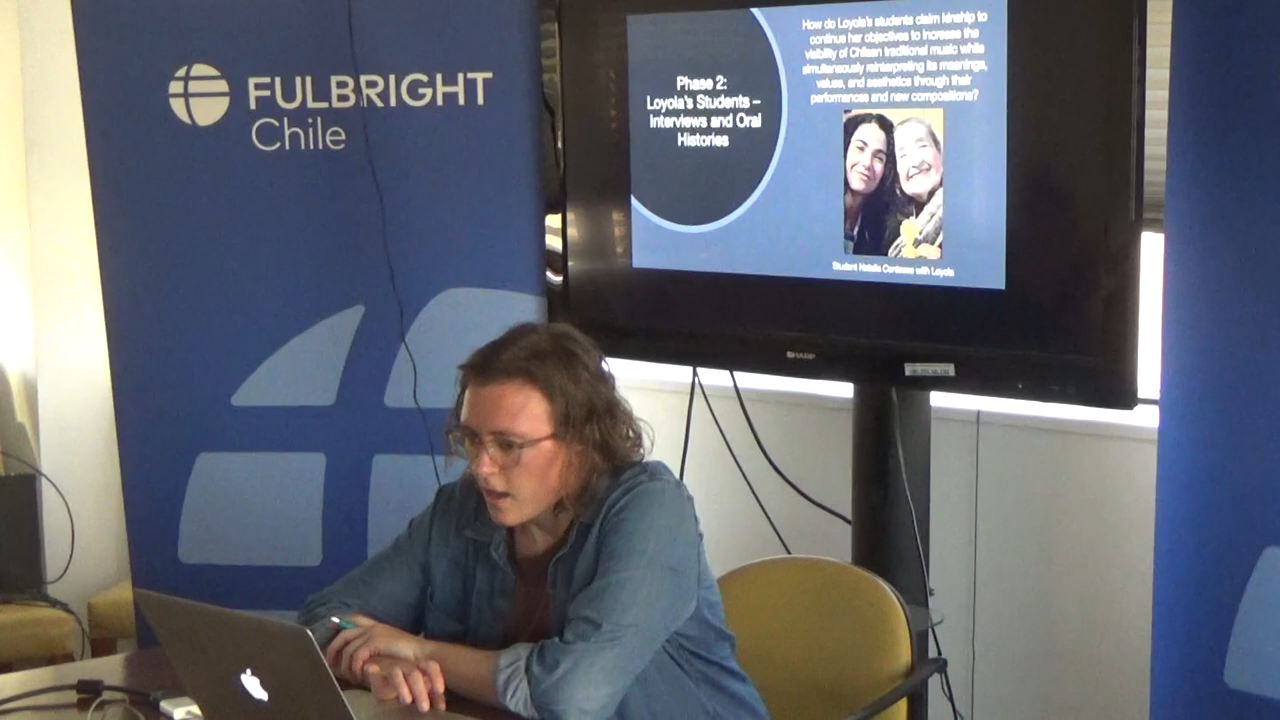 FULBRIGHT
Chile
Phase 2:
Loyola's Students –
Interviews and Oral
Histories
How do Loyola's students claim kinship to
continue her objectives to increase the
visibility of Chilean traditional music while
simultaneously reinterpreting its meanings,
values, and aesthetics through their
performances and new compositions?
Student Natalia Contesse with Loyola
SHARP